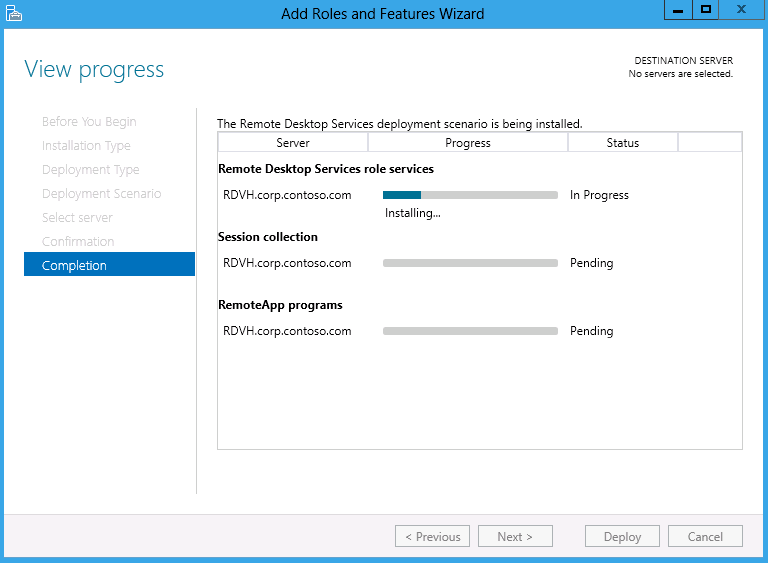 Add Roles and Features Wizard
View progress
DESTINATION SERVER
No servers are selected.
Before You Begin
Installation Type
Deployment Type
Deployment Scenario
Select server
Confirmation
Completion
The Remote Desktop Services deployment scenario is being installed.
Server Progress Status
Remote Desktop Services role services
RDVH.corp.contoso.com In Progress
Installing...
Session collection
RDVH.corp.contoso.com Pending
RemoteApp programs
RDVH.corp.contoso.com Pending
< Previous Next > Deploy Cancel